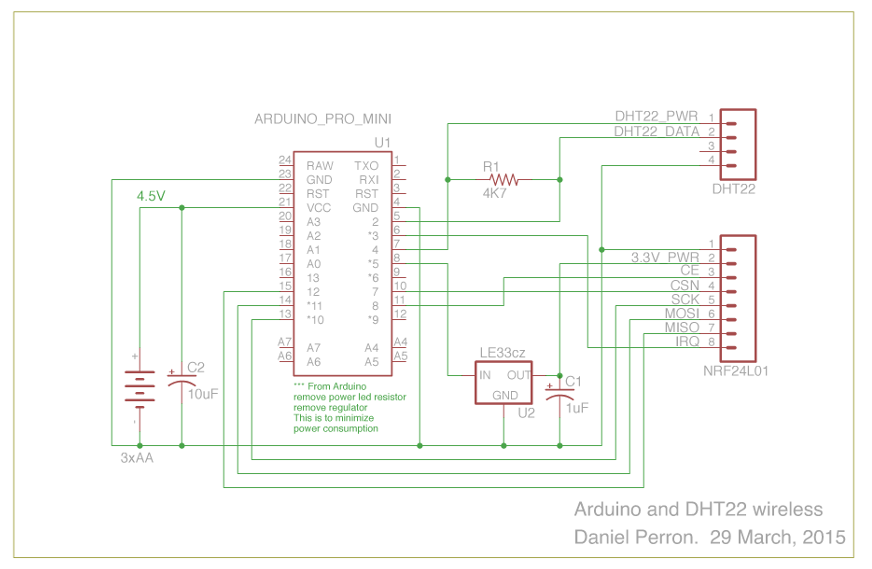 ARDUINO_PRO_MINI
U1
24 RAW TXO 1
23 GND RXI 2
22 RST RST 3
21 VCC GND 4
20 A3 2 5
19 A2 *3 6
18 A1 4 7
17 A0 *5 8
16 13 *6 9
15 12 7 10
14 *11 8 11
13 *10 *9 12
A7 A7 A4 A4
A6 A6 A5 A5
*** From Arduino
remove power led resistor
remove regulator
This is to minimize
power consumption
4.5V
+
-
3xAA
+
C2
10uF
R1
4K7
LE33cz
IN OUT
GND
U2
+
C1
1uF
DHT22_PWR 1
DHT22_DATA 2
3
4
DHT22
1
3.3V_PWR 2
CE 3
CSN 4
SCK 5
MOSI 6
MISO 7
IRQ 8
NRF24L01
Arduino and DHT22 wireless
Daniel Perron. 29 March, 2015